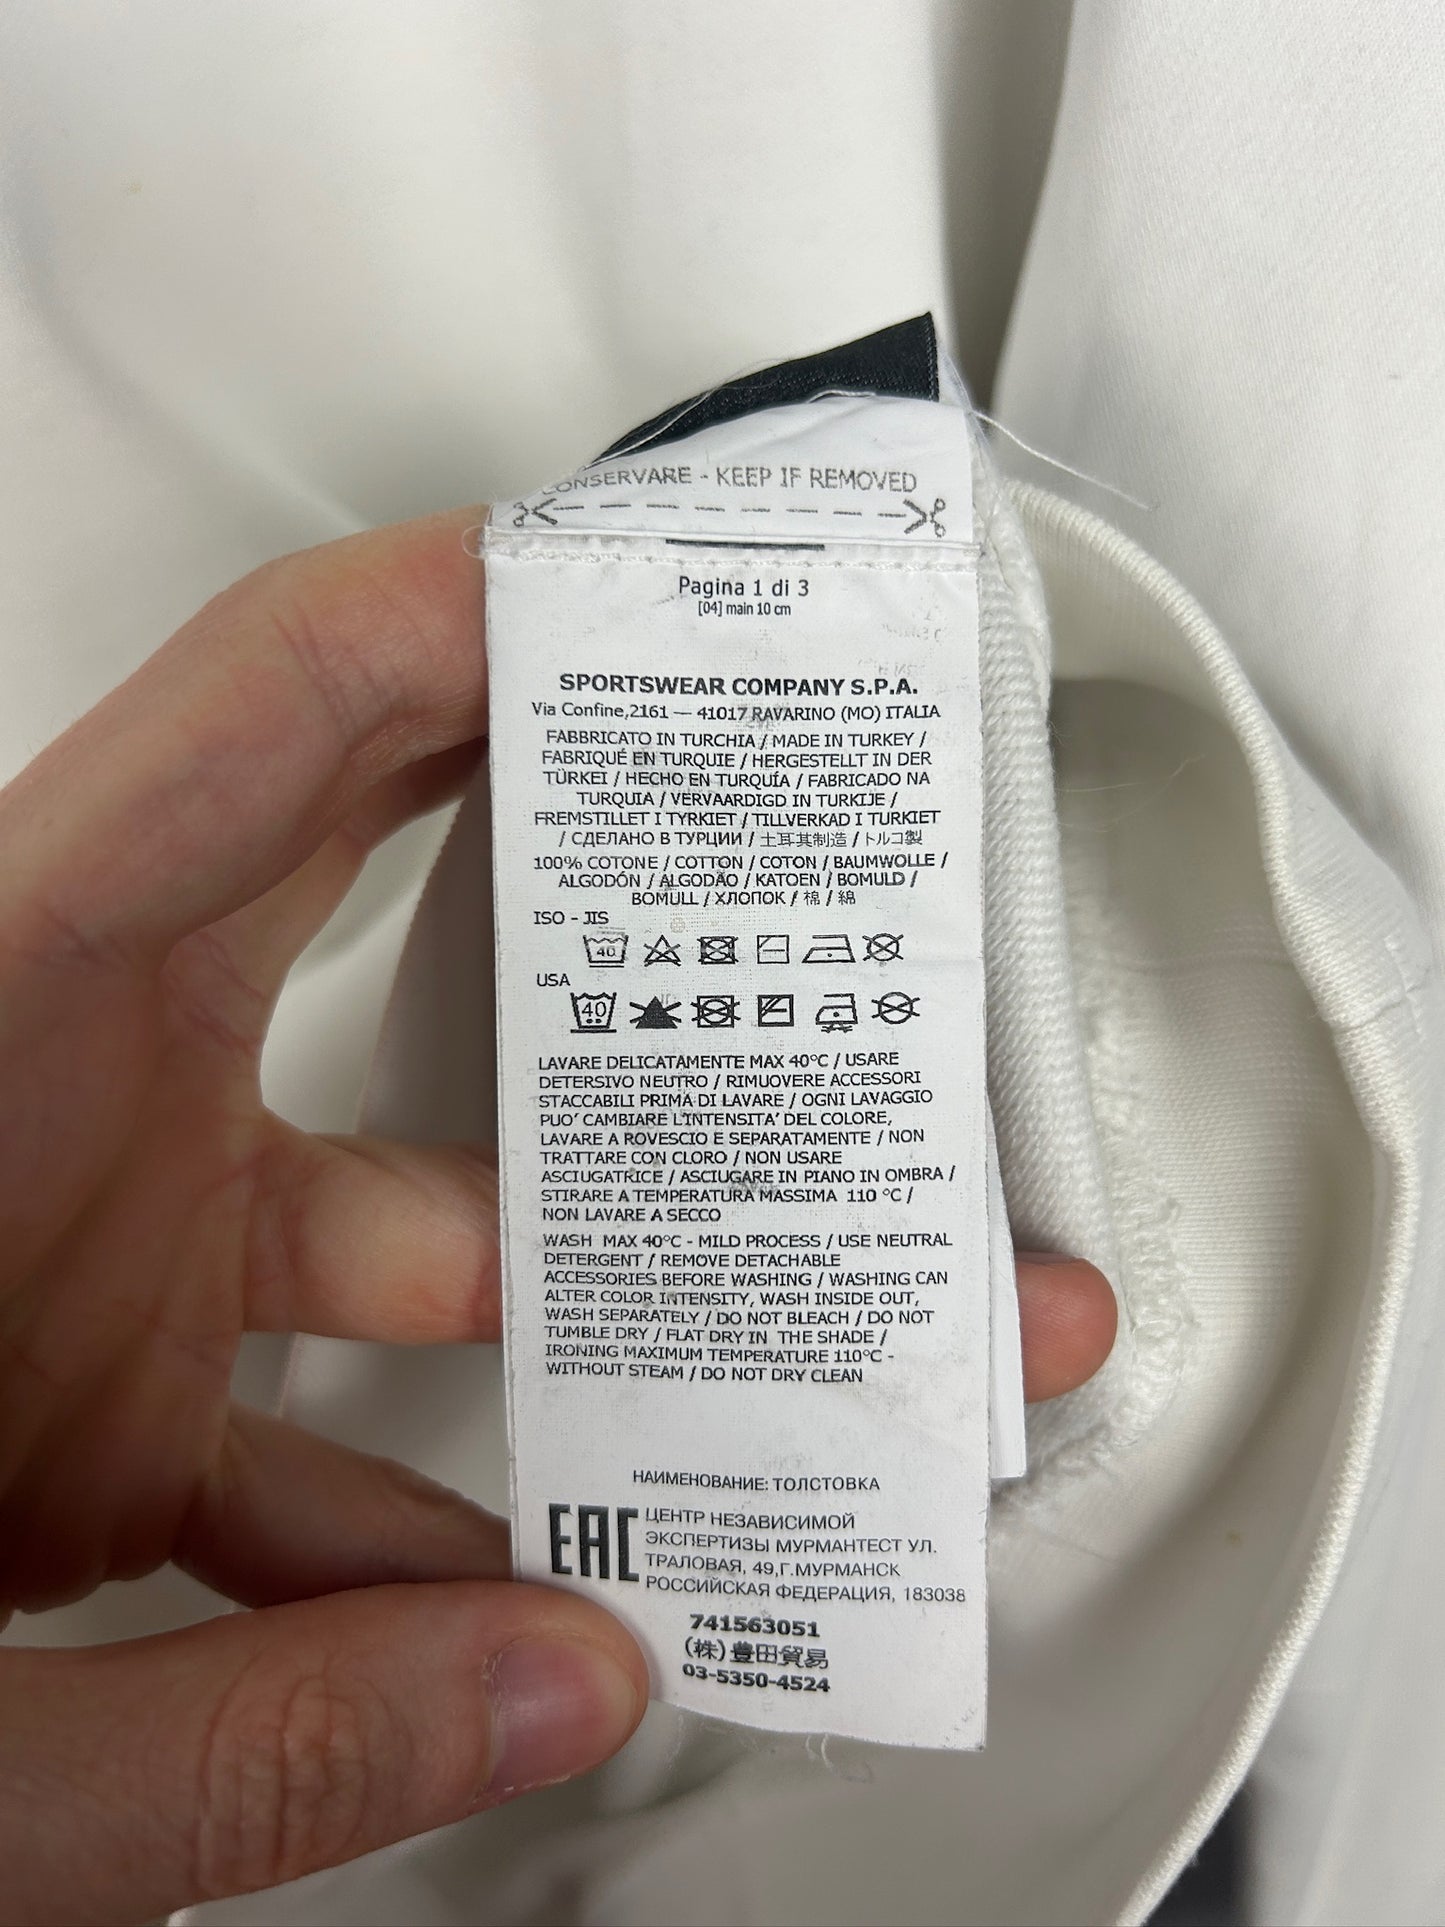 CONSERVARE - KEEP IF REMOVED
Pagina 1 di 3
[04] main 10 cm
SPORTSWEAR COMPANY S.P.A.
Via Confine,2161 — 41017 RAVARINO (MO) ITALIA
FABBRICATO IN TURCHIA / MADE IN TURKEY /
FABRIQUÉ EN TURQUIE / HERGESTELLT IN DER
TÜRKEI / HECHO EN TURQUÍA / FABRICADO NA
TURQUIA / VERVAARDIGD IN TURKIJE /
FREMSTILLET I TYRKIET / TILLVERKAD I TURKIET
/ СДЕЛАНО В ТУРЦИИ / 土耳其制造 / トルコ製
100% COTONE / COTTON / COTON / BAUMWOLLE /
ALGODÓN / ALGODÃO / KATOEN / BOMULD /
BOMULL / ХЛОПОК / 棉 / 綿
ISO - JIS
40
USA
40
LAVARE DELICATAMENTE MAX 40°C / USARE
DETERSIVO NEUTRO / RIMUOVERE ACCESSORI
STACCABILI PRIMA DI LAVARE / OGNI LAVAGGIO
PUO' CAMBIARE L'INTENSITA' DEL COLORE,
LAVARE A ROVESCIO E SEPARATAMENTE / NON
TRATTARE CON CLORO / NON USARE
ASCIUGATRICE / ASCIUGARE IN PIANO IN OMBRA /
STIRARE A TEMPERATURA MASSIMA 110 °C /
NON LAVARE A SECCO
WASH MAX 40°C - MILD PROCESS / USE NEUTRAL
DETERGENT / REMOVE DETACHABLE
ACCESSORIES BEFORE WASHING / WASHING CAN
ALTER COLOR INTENSITY, WASH INSIDE OUT,
WASH SEPARATELY / DO NOT BLEACH / DO NOT
TUMBLE DRY / FLAT DRY IN THE SHADE /
IRONING MAXIMUM TEMPERATURE 110°C -
WITHOUT STEAM / DO NOT DRY CLEAN
НАИМЕНОВАНИЕ: ТОЛСТОВКА
EAC
ЦЕНТР НЕЗАВИСИМОЙ
ЭКСПЕРТИЗЫ МУРМАНТЕСТ УЛ.
ТРАЛОВАЯ, 49,Г.МУРМАНСК
РОССИЙСКАЯ ФЕДЕРАЦИЯ, 183038
741563051
(株)豊田貿易
03-5350-4524